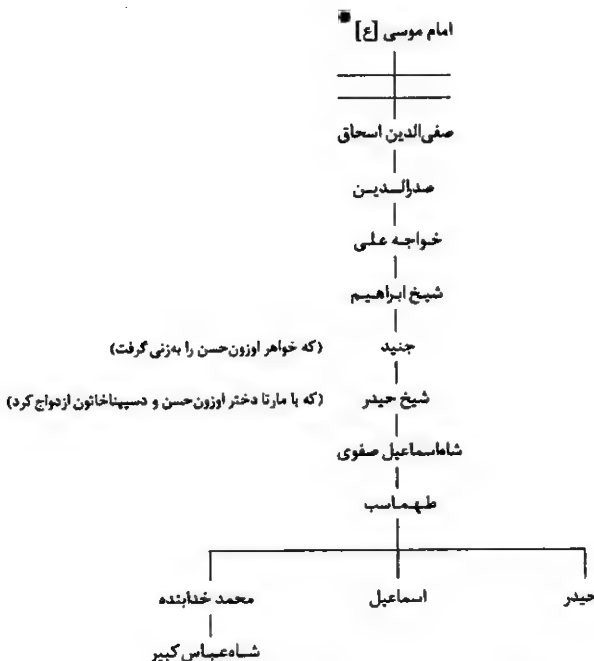 امام موسی [ع]
صفی‌الدین اسحاق
صدرالـدیـن
خواجه علی
شیخ ابراهیم
جنید (که خواهر اوزون‌حسن را به‌زنی گرفت)
شیخ حیدر (که با مارتا دختر اوزون‌حسن و دسپیناخاتون ازدواج کرد)
شاه‌اسماعیل صفوی
طهماسب
حیدر اسماعیل محمد خدابنده
شاه‌عباس کبیر